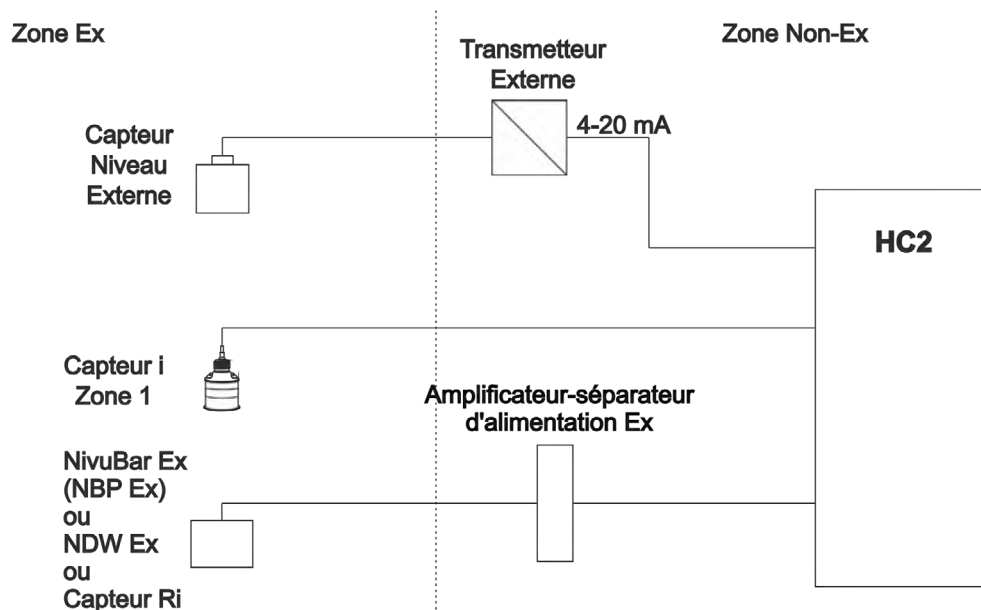 Zone Ex
Zone Non-Ex
Transmetteur
Externe
4-20 mA
Capteur
Niveau
Externe
HC2
Capteur i
Zone 1
Amplificateur-séparateur
d'alimentation Ex
NivuBar Ex
(NBP Ex)
ou
NDW Ex
ou
Capteur Ri